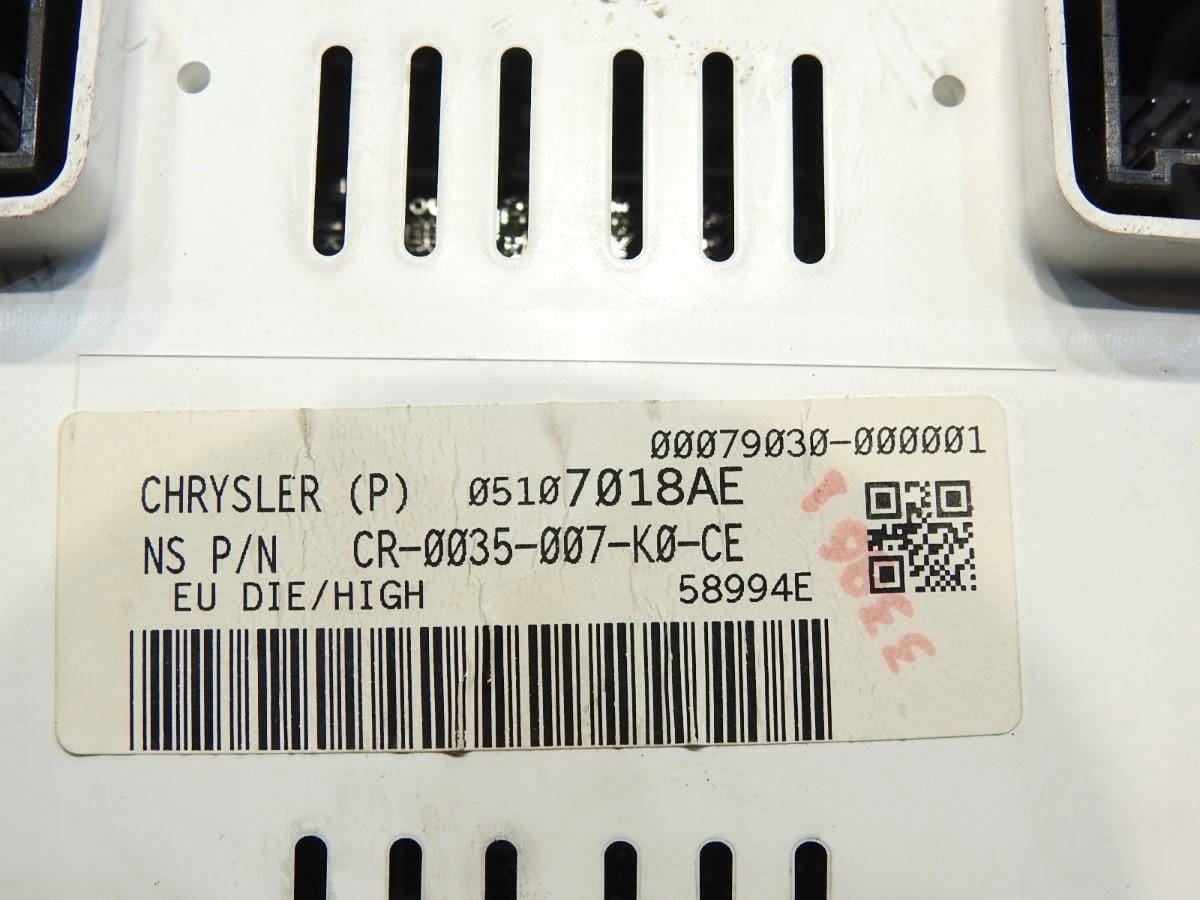 00079030-000001
CHRYSLER (P) 05107018AE
NS P/N CR-0035-007-K0-CE
EU DIE/HIGH 58994E